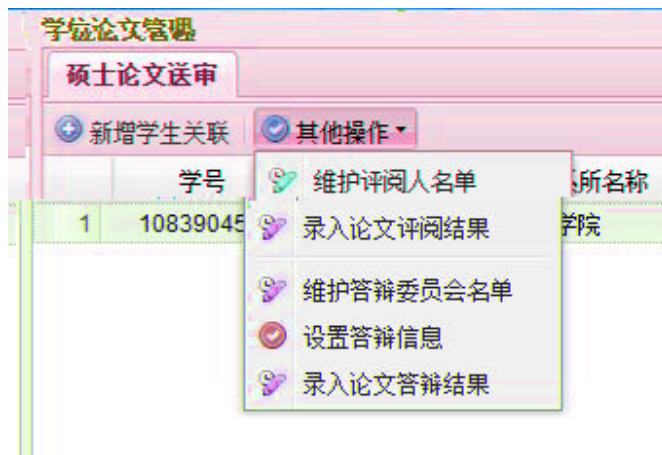 学位论文管理
硕士论文送审
新增学生关联 其他操作
学号 所名称
1 10839045 学院
维护评阅人名单
录入论文评阅结果
维护答辩委员会名单
设置答辩信息
录入论文答辩结果